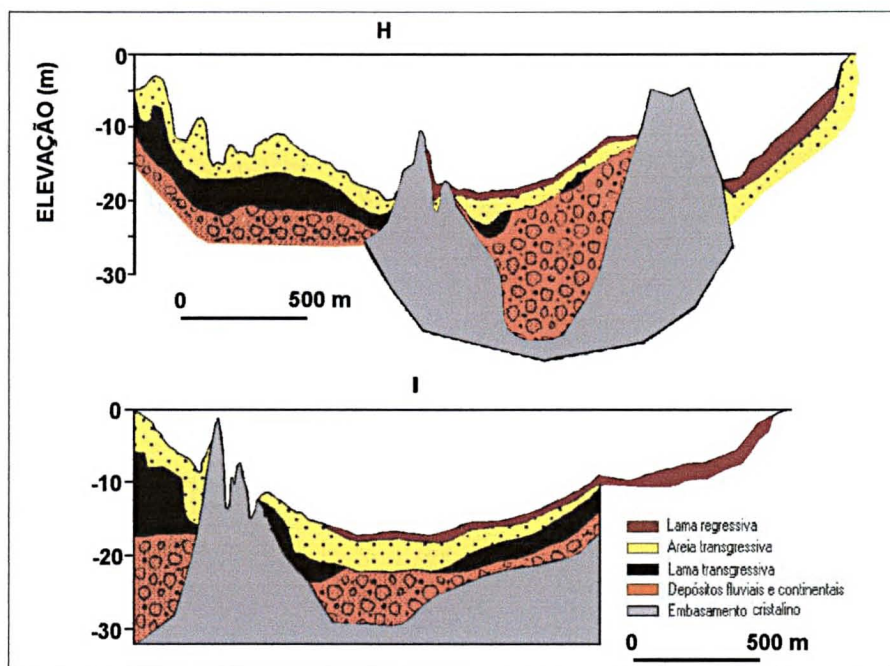 H
ELEVAÇÃO (m)
0
-10
-20
-30
0 500 m
I
0
-10
-20
-30
Lama regressiva
Areia transgressiva
Lama transgressiva
Depósitos fluviais e continentais
Embasamento cristalino
0 500 m